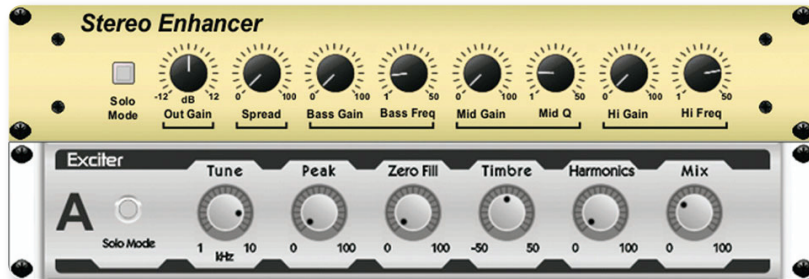 Stereo Enhancer
Solo Mode
-12 dB 12 0 100 0 100 1 50 0 100 1 50 0 100 1 50
Out Gain Spread Bass Gain Bass Freq Mid Gain Mid Q Hi Gain Hi Freq
Exciter
Tune Peak Zero Fill Timbre Harmonics Mix
A
Solo Mode
1 kHz 10 0 100 0 100 -50 50 0 100 0 100